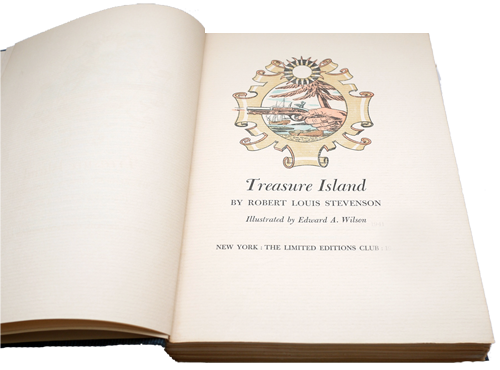 Treasure Island
BY ROBERT LOUIS STEVENSON
Illustrated by Edward A. Wilson
NEW YORK : THE LIMITED EDITIONS CLUB :